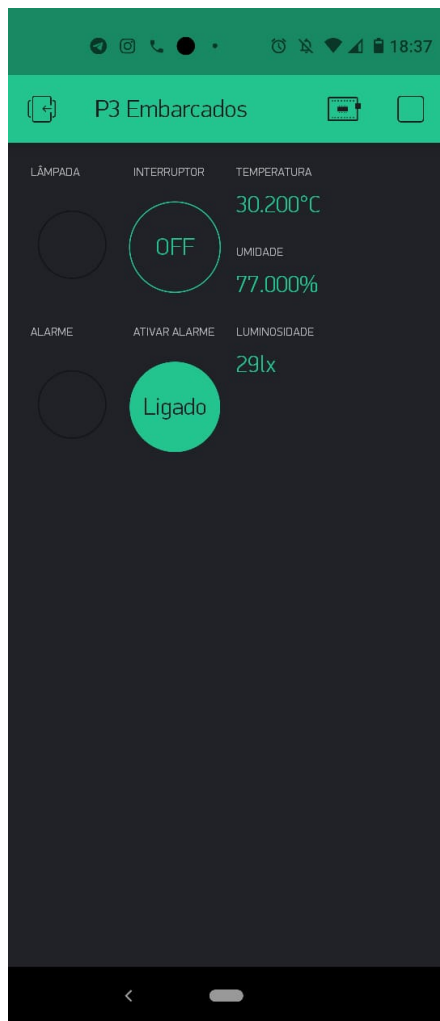 18:37
P3 Embarcados
LÂMPADA
INTERRUPTOR
TEMPERATURA
30.200°C
OFF
UMIDADE
77.000%
ALARME
ATIVAR ALARME
LUMINOSIDADE
29lx
Ligado